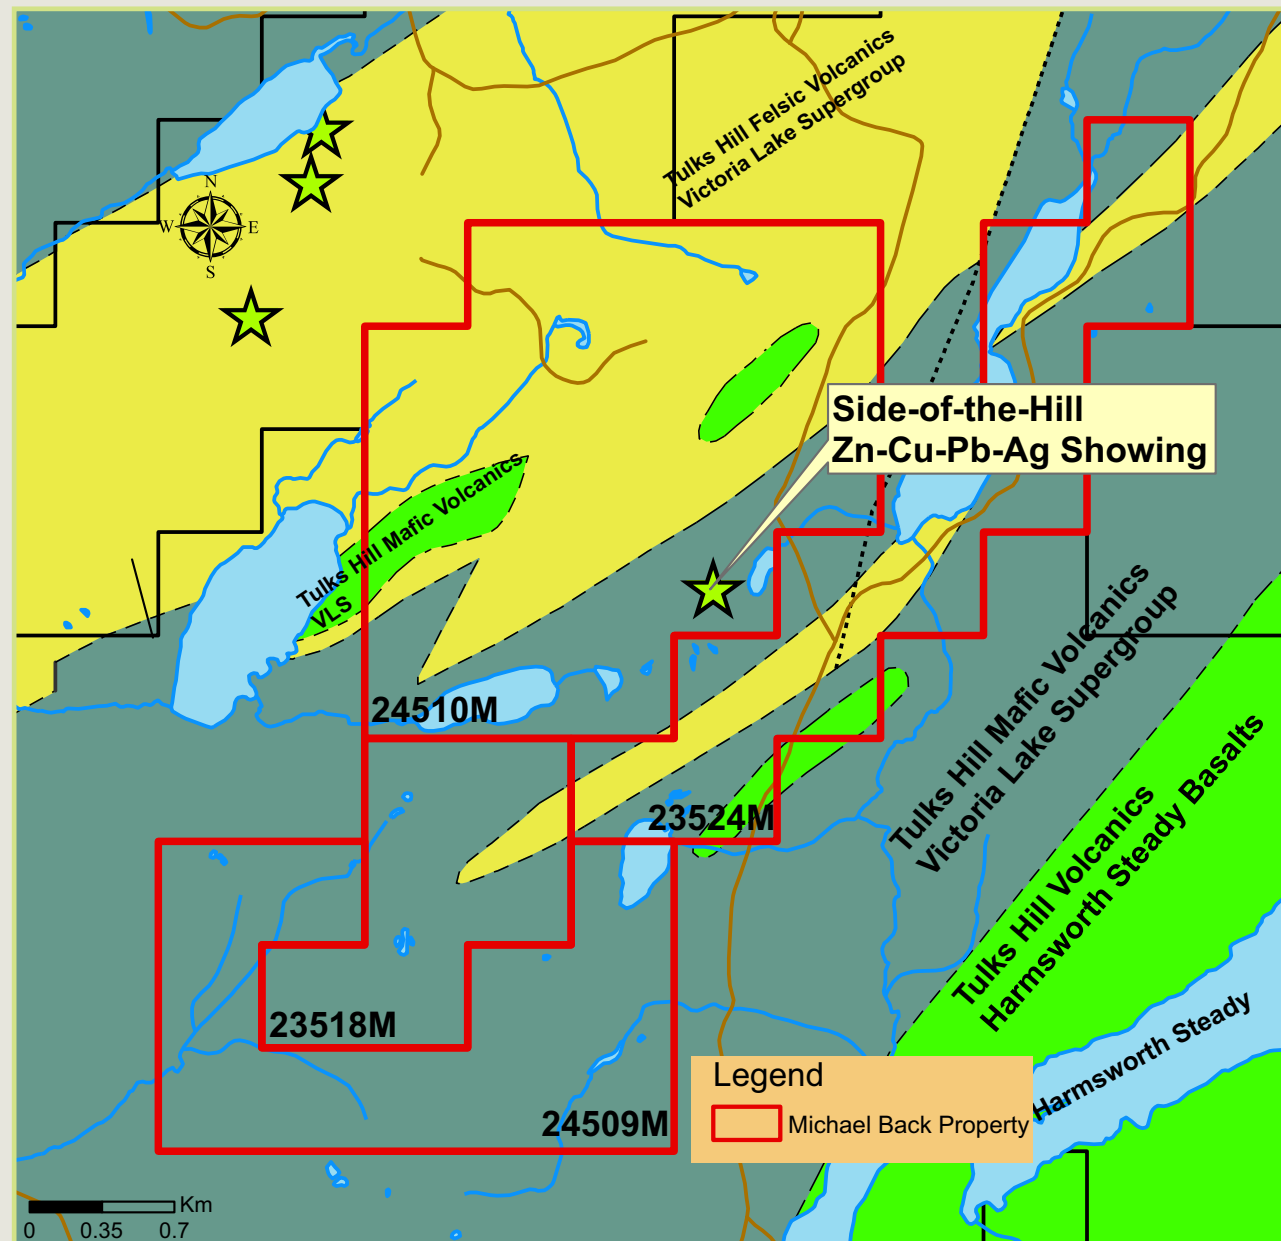 Tulks Hill Felsic Volcanics
Victoria Lake Supergroup
N
W
E
S
Side-of-the-Hill
Zn-Cu-Pb-Ag Showing
Tulks Hill Mafic Volcanics
VLS
24510M
23524M
Tulks Hill Mafic Volcanics
Victoria Lake Supergroup
Tulks Hill Volcanics
Harmsworth Steady Basalts
23518M
Harmsworth Steady
24509M
Legend
Michael Back Property
Km
0 0.35 0.7